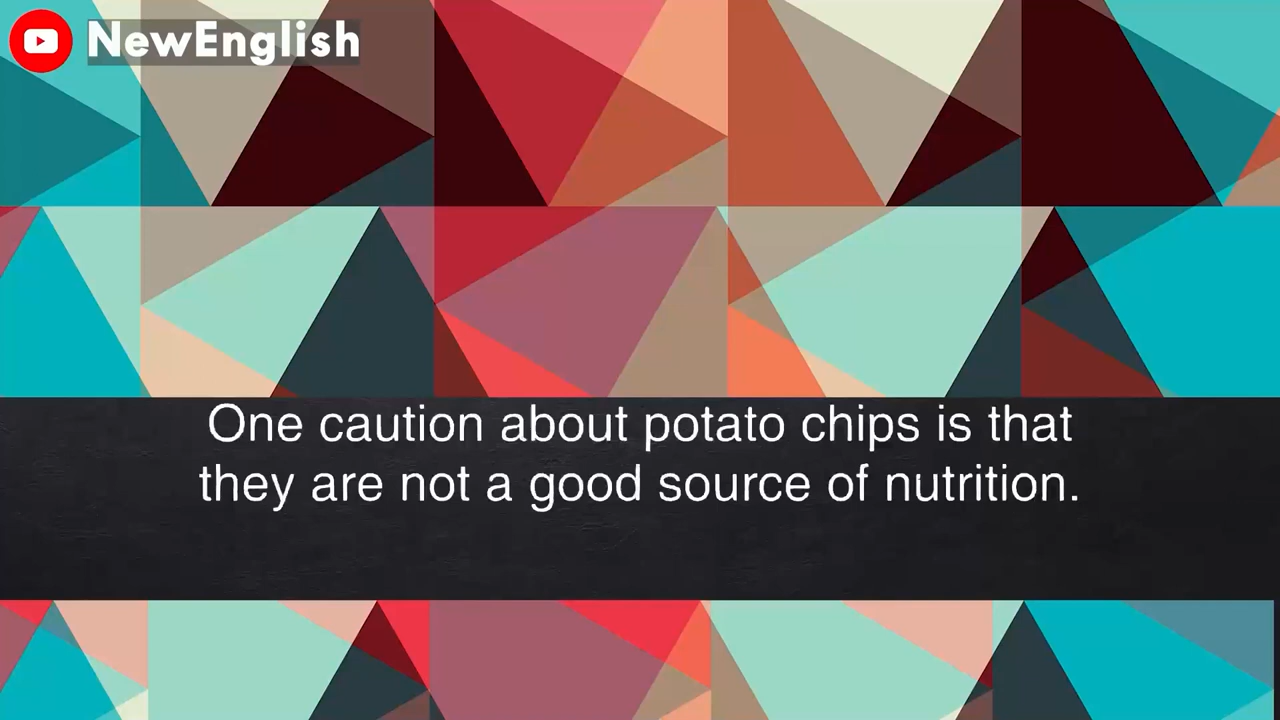 NewEnglish
One caution about potato chips is that
they are not a good source of nutrition.